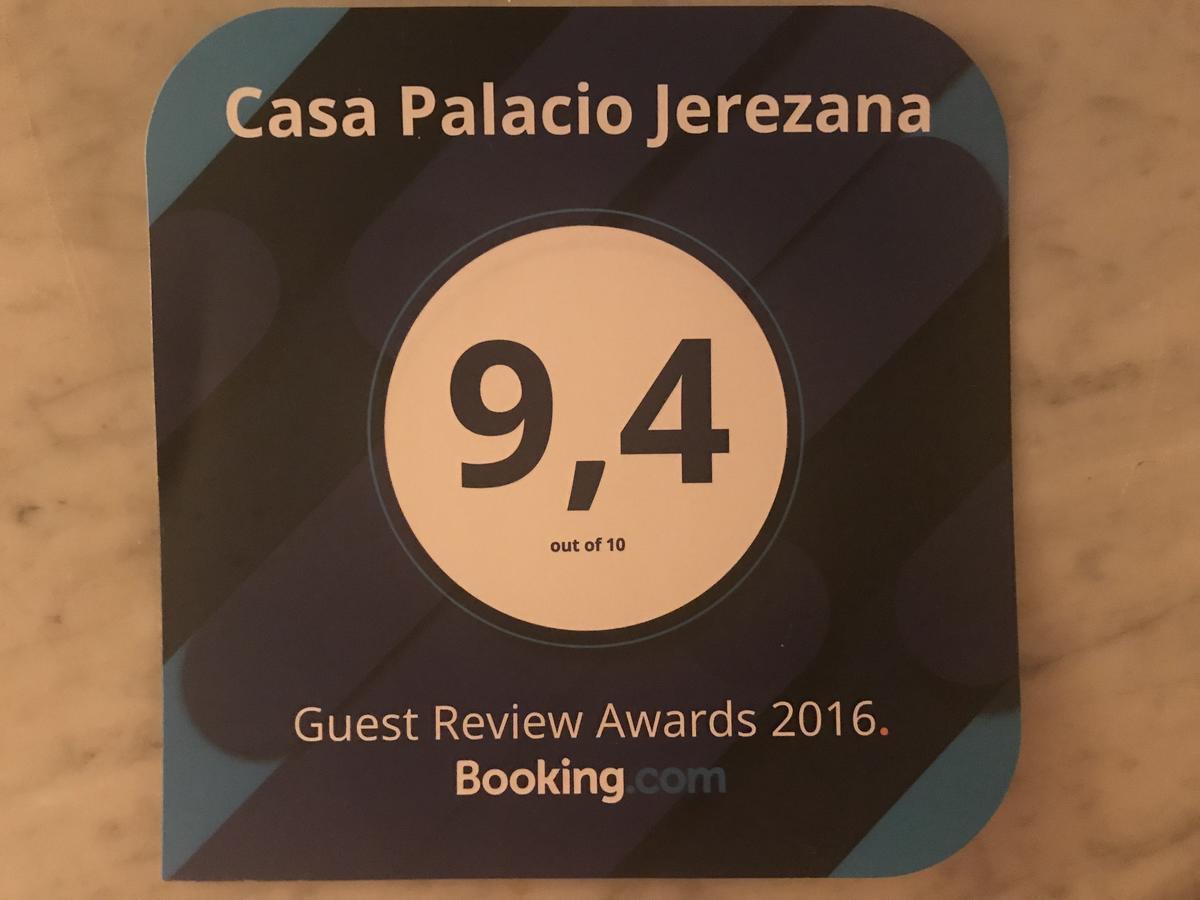 Casa Palacio Jerezana
9,4
out of 10
Guest Review Awards 2016.
Booking.com